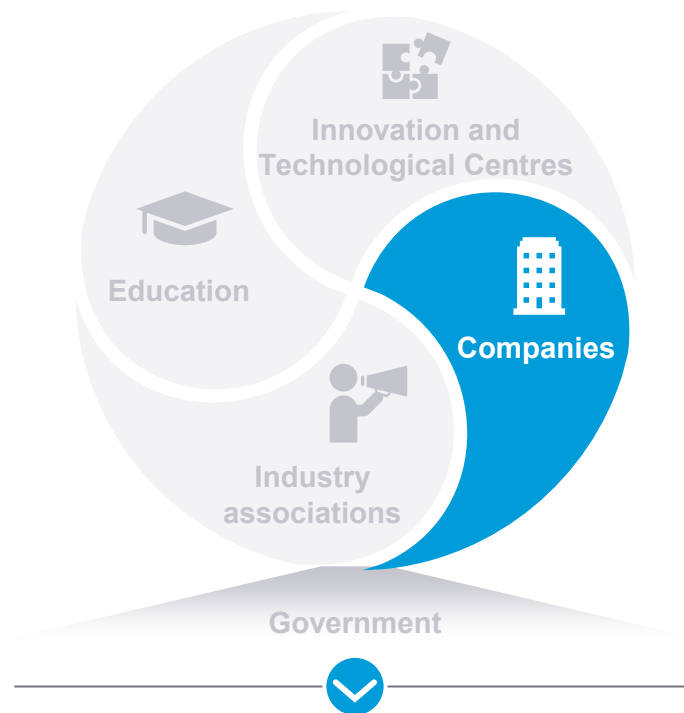 Innovation and
Technological Centres
Education
Companies
Industry
associations
Government